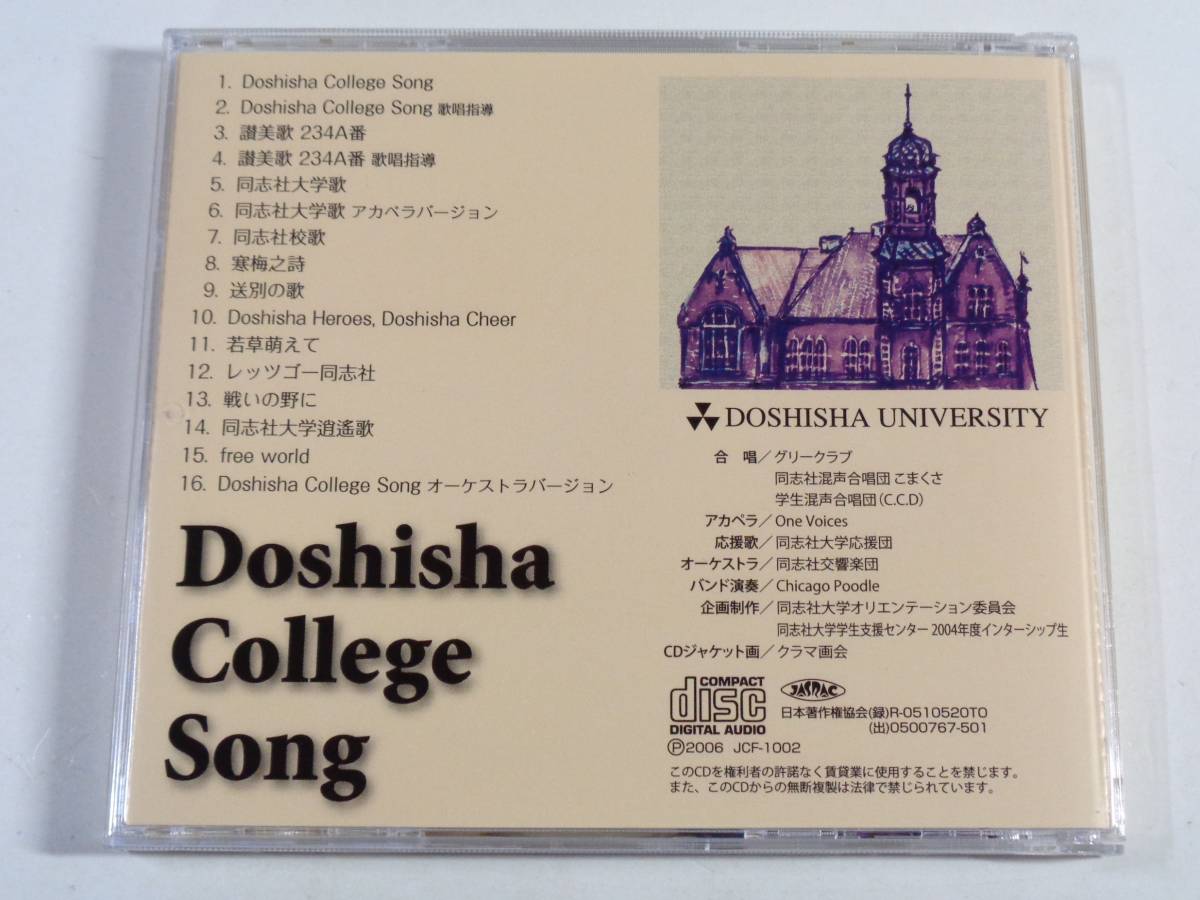 1. Doshisha College Song
2. Doshisha College Song 歌唱指導
3. 讃美歌 234A番
4. 讃美歌 234A番 歌唱指導
5. 同志社大学歌
6. 同志社大学歌 アカペラバージョン
7. 同志社校歌
8. 寒梅之詩
9. 送別の歌
10. Doshisha Heroes, Doshisha Cheer
11. 若草萌えて
12. レッツゴー同志社
13. 戦いの野に
14. 同志社大学逍遙歌
15. free world
16. Doshisha College Song オーケストラバージョン
Doshisha
College
Song
DOSHISHA UNIVERSITY
合 唱／グリークラブ
同志社混声合唱団 こまくさ
学生混声合唱団（C.C.D）
アカペラ／One Voices
応援歌／同志社大学応援団
オーケストラ／同志社交響楽団
バンド演奏／Chicago Poodle
企画制作／同志社大学オリエンテーション委員会
同志社大学学生支援センター 2004年度インターシップ生
CDジャケット画／クラマ画会
COMPACT
disc
DIGITAL AUDIO
JASRAC
日本著作権協会(録)R-0510520TO
(出)0500767-501
Ⓟ2006 JCF-1002
このCDを権利者の許諾なく賃貸業に使用することを禁じます。
また、このCDからの無断複製は法律で禁じられています。